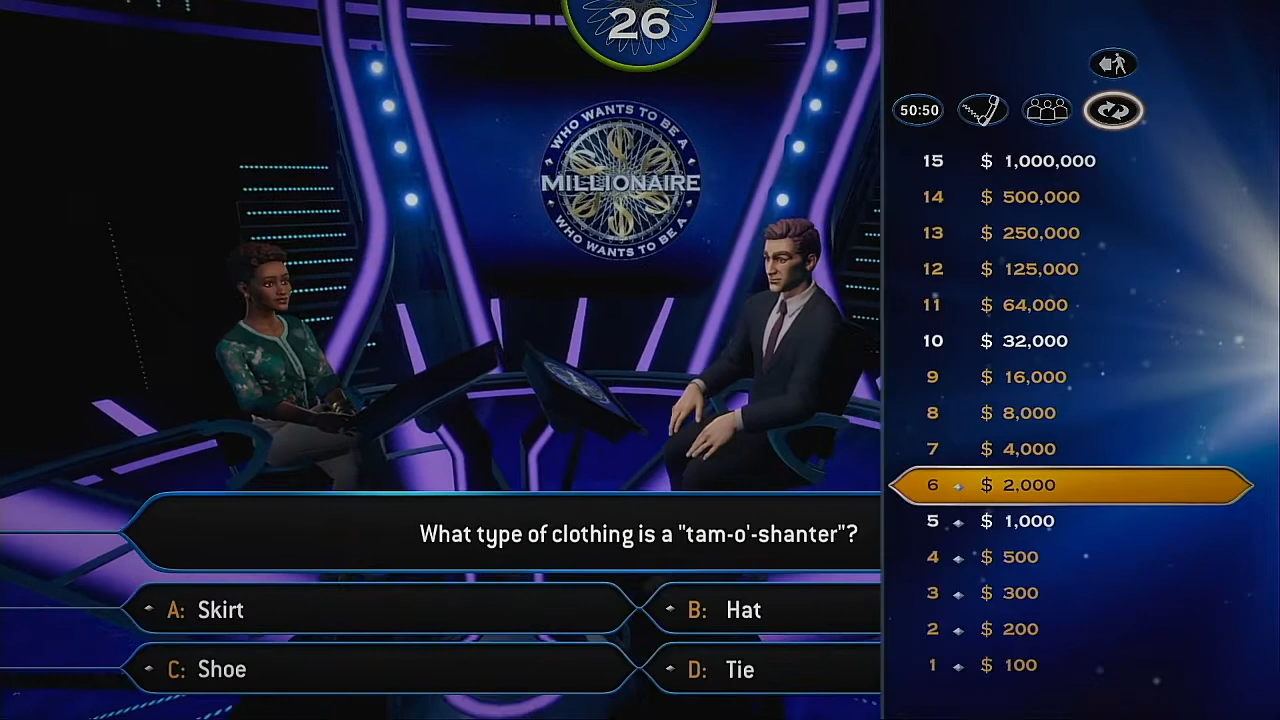 26
WHO WANTS TO BE A
MILLIONAIRE
WHO WANTS TO BE A
50:50
15 $ 1,000,000
14 $ 500,000
13 $ 250,000
12 $ 125,000
11 $ 64,000
10 $ 32,000
9 $ 16,000
8 $ 8,000
7 $ 4,000
6 $ 2,000
5 $ 1,000
4 $ 500
3 $ 300
2 $ 200
1 $ 100
What type of clothing is a "tam-o'-shanter"?
A: Skirt
B: Hat
C: Shoe
D: Tie